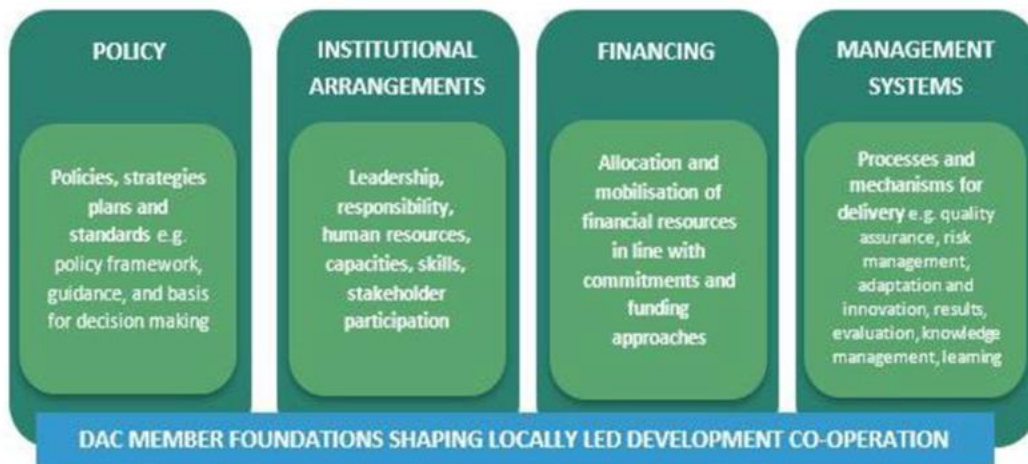 POLICY
Policies, strategies
plans and
standards e.g.
policy framework,
guidance, and basis
for decision making
INSTITUTIONAL
ARRANGEMENTS
Leadership,
responsibility,
human resources,
capacities, skills,
stakeholder
participation
FINANCING
Allocation and
mobilisation of
financial resources
in line with
commitments and
funding
approaches
MANAGEMENT
SYSTEMS
Processes and
mechanisms for
delivery e.g. quality
assurance, risk
management,
adaptation and
innovation, results,
evaluation, knowledge
management, learning
DAC MEMBER FOUNDATIONS SHAPING LOCALLY LED DEVELOPMENT CO-OPERATION